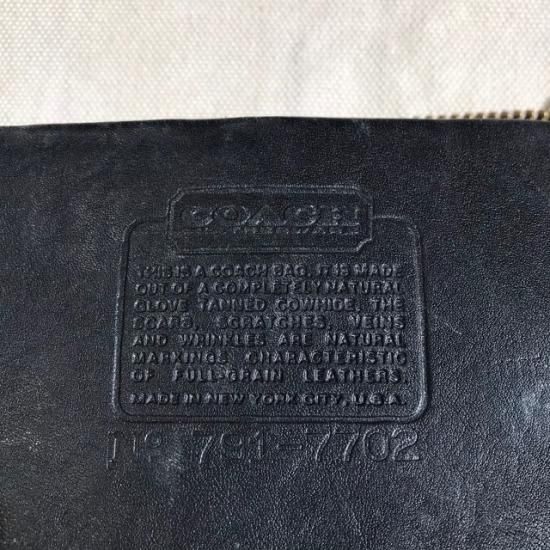 COACH
LEATHERWARE
THIS IS A COACH BAG. IT IS MADE
OUT OF A COMPLETELY NATURAL
GLOVE TANNED COWHIDE, THE
SCARS, SCRATCHES, VEINS
AND WRINKLES ARE NATURAL
MARKINGS CHARACTERISTIC
OF FULL-GRAIN LEATHERS.
MADE IN NEW YORK CITY, U.S.A.
NO 791-7702